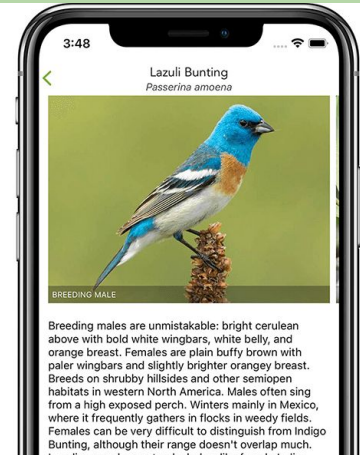 3:48
Lazuli Bunting
Passerina amoena
BREEDING MALE
Breeding males are unmistakable: bright cerulean
above with bold white wingbars, white belly, and
orange breast. Females are plain buffy brown with
paler wingbars and slightly brighter orangey breast.
Breeds on shrubby hillsides and other semiopen
habitats in western North America. Males often sing
from a high exposed perch. Winters mainly in Mexico,
where it frequently gathers in flocks in weedy fields.
Females can be very difficult to distinguish from Indigo
Bunting, although their range doesn't overlap much.